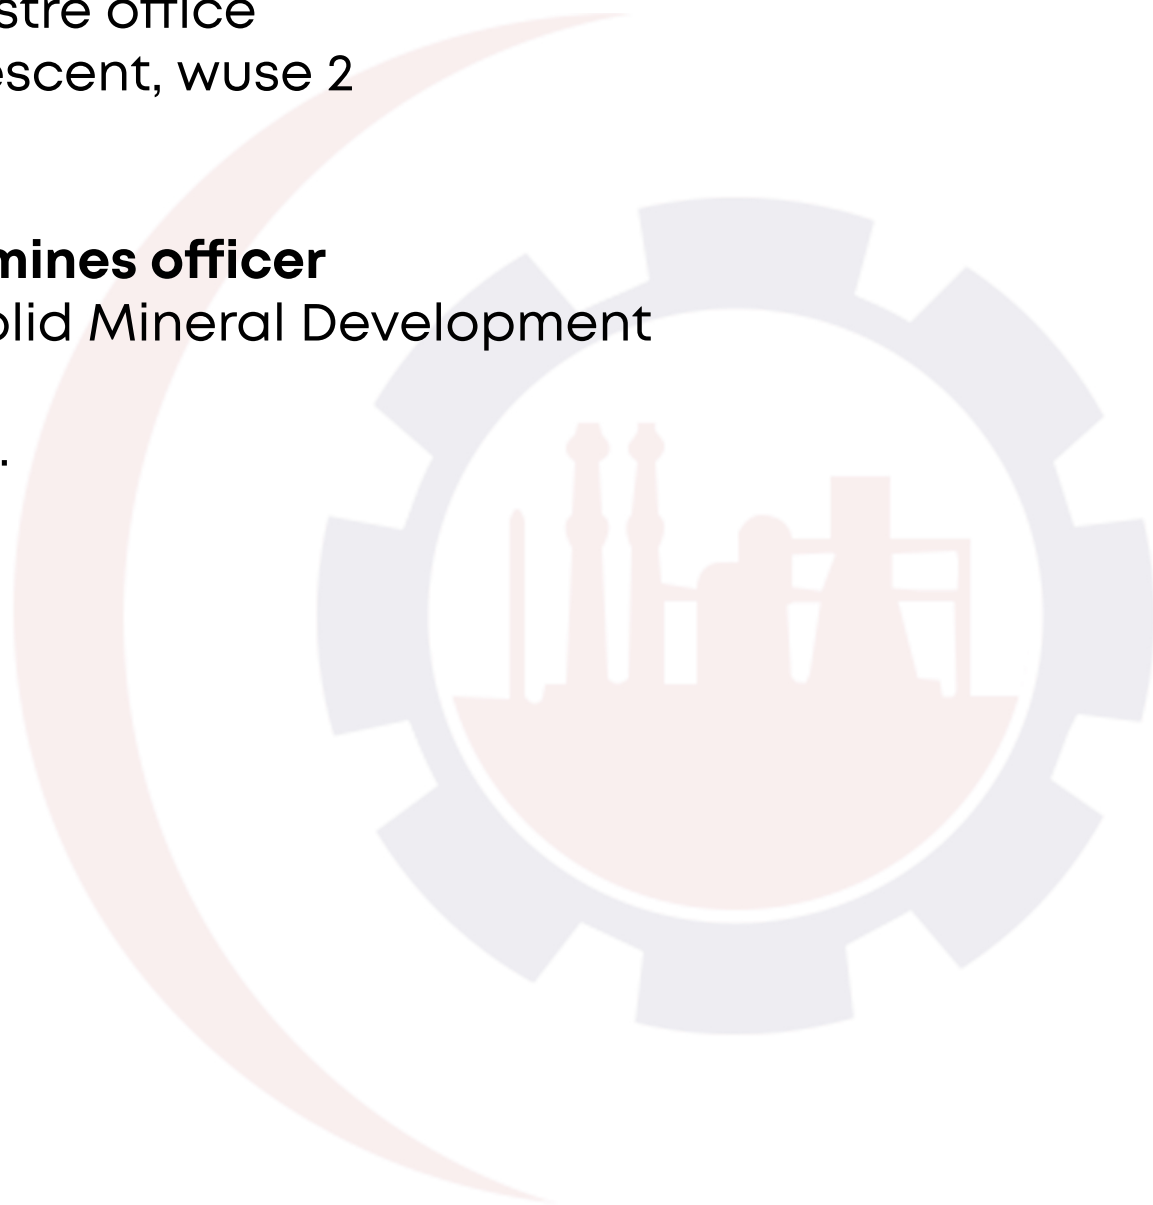 stre office
escent, wuse 2
mines officer
olid Mineral Development
.